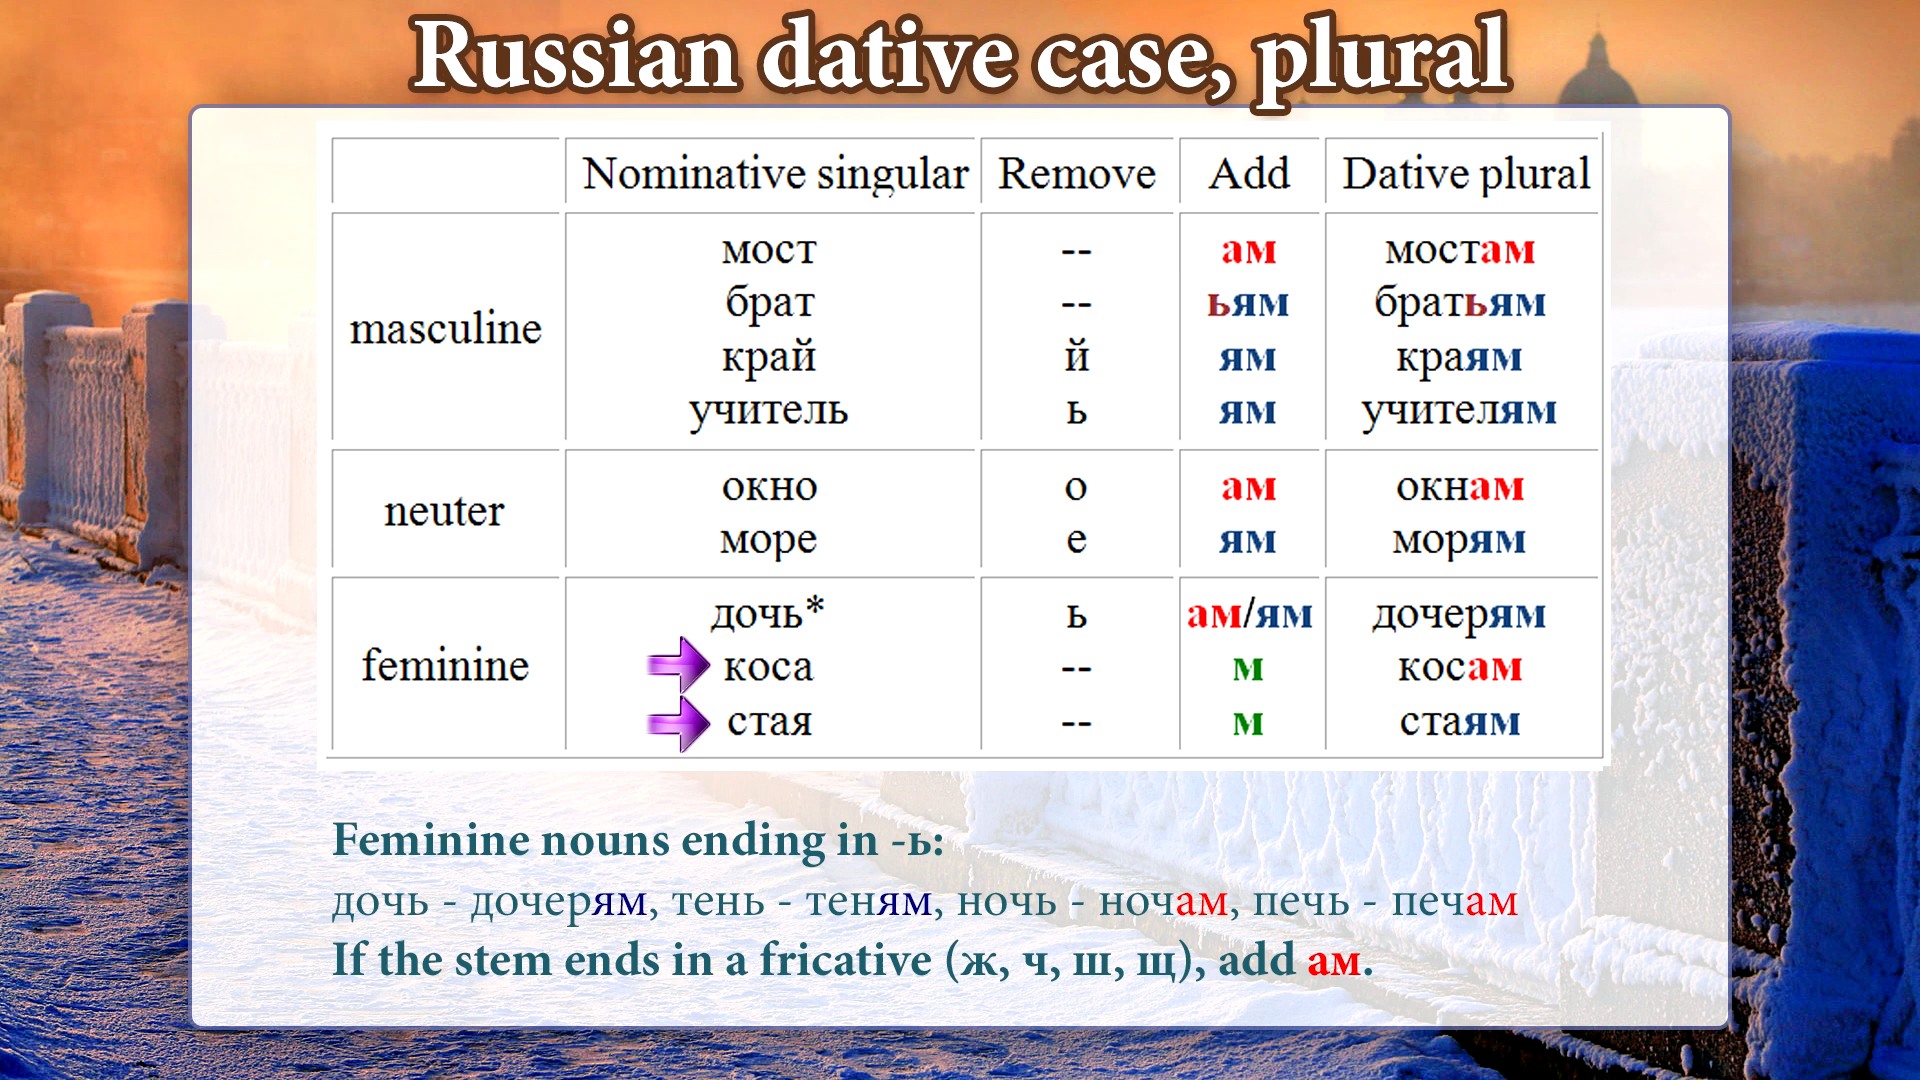 Russian dative case, plural
Nominative singular Remove Add Dative plural
masculine
мост -- ам мостам
брат -- ьям братьям
край й ям краям
учитель ь ям учителям
neuter
окно о ам окнам
море е ям морям
feminine
дочь* ь ам/ям дочерям
коса -- м косам
стая -- м стаям
Feminine nouns ending in -ь:
дочь - дочерям, тень - теням, ночь - ночам, печь - печам
If the stem ends in a fricative (ж, ч, ш, щ), add ам.